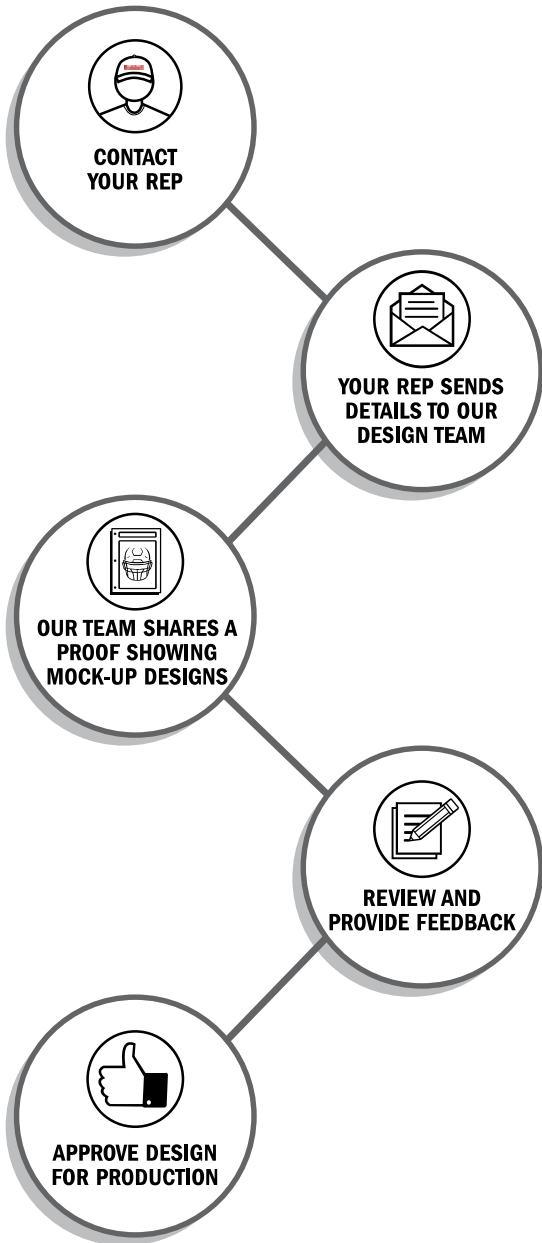 CONTACT
YOUR REP
YOUR REP SENDS
DETAILS TO OUR
DESIGN TEAM
OUR TEAM SHARES A
PROOF SHOWING
MOCK-UP DESIGNS
REVIEW AND
PROVIDE FEEDBACK
APPROVE DESIGN
FOR PRODUCTION